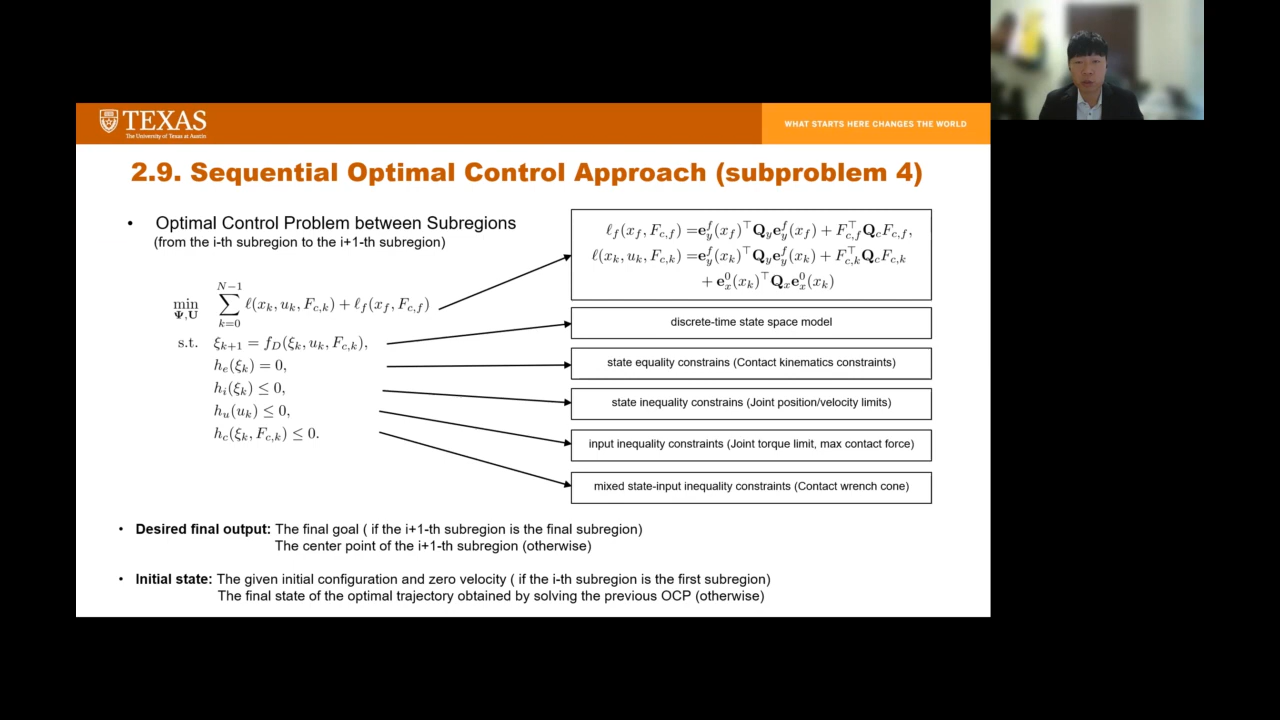 TEXAS
The University of Texas at Austin
WHAT STARTS HERE CHANGES THE WORLD
2.9. Sequential Optimal Control Approach (subproblem 4)
• Optimal Control Problem between Subregions
(from the i-th subregion to the i+1-th subregion)
min_{Ψ,U} \sum_{k=0}^{N-1} ℓ(x_k, u_k, F_{c,k}) + ℓ_f(x_f, F_{c,f})
s.t. ξ_{k+1} = f_D(ξ_k, u_k, F_{c,k}),
h_e(ξ_k) = 0,
h_i(ξ_k) ≤ 0,
h_u(u_k) ≤ 0,
h_c(ξ_k, F_{c,k}) ≤ 0.
ℓ_f(x_f, F_{c,f}) = e_y^f(x_f)^⊤ Q_y e_y^f(x_f) + F_{c,f}^⊤ Q_c F_{c,f},
ℓ(x_k, u_k, F_{c,k}) = e_y^f(x_k)^⊤ Q_y e_y^f(x_k) + F_{c,k}^⊤ Q_c F_{c,k}
+ e_x^0(x_k)^⊤ Q_x e_x^0(x_k)
discrete-time state space model
state equality constrains (Contact kinematics constraints)
state inequality constrains (Joint position/velocity limits)
input inequality constraints (Joint torque limit, max contact force)
mixed state-input inequality constraints (Contact wrench cone)
• Desired final output: The final goal ( if the i+1-th subregion is the final subregion)
The center point of the i+1-th subregion (otherwise)
• Initial state: The given initial configuration and zero velocity ( if the i-th subregion is the first subregion)
The final state of the optimal trajectory obtained by solving the previous OCP (otherwise)